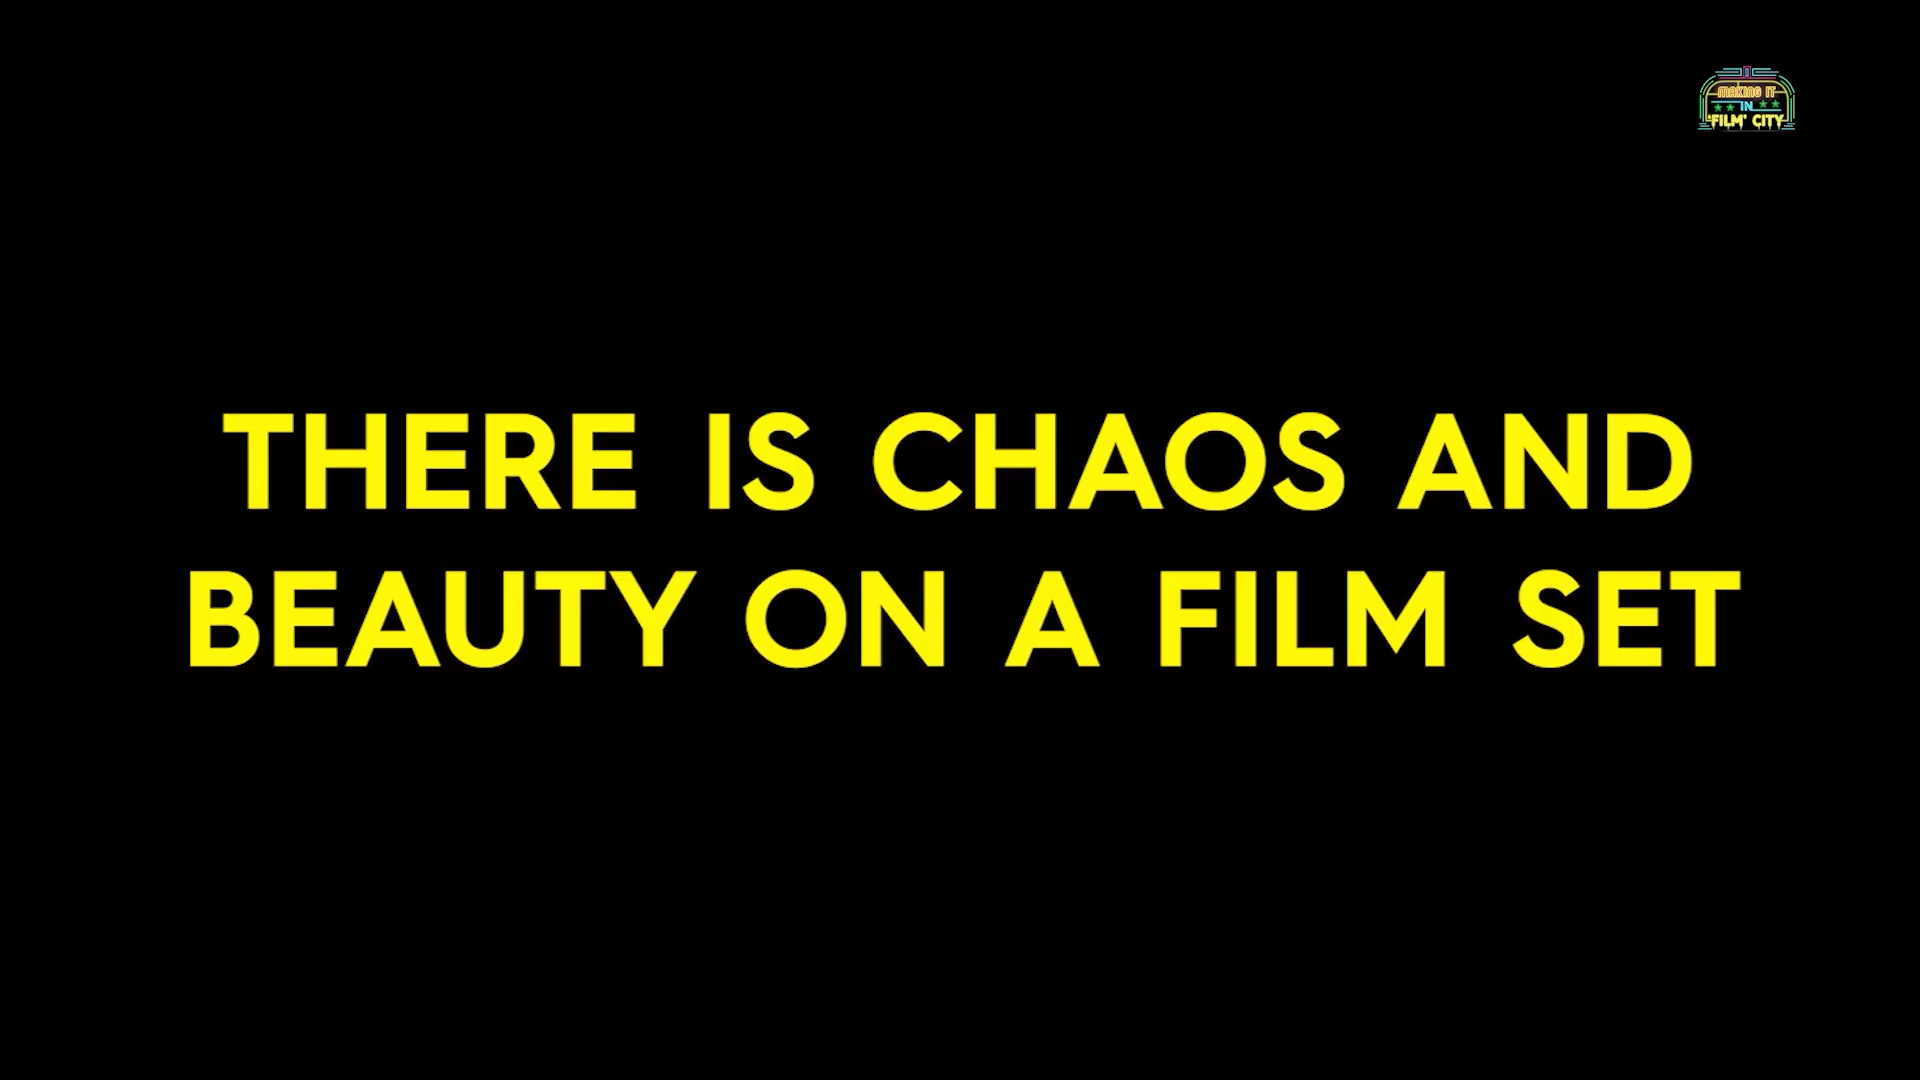 MAKING IT
IN
'FILM' CITY
THERE IS CHAOS AND
BEAUTY ON A FILM SET